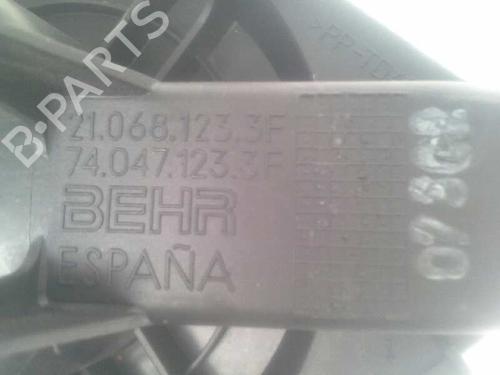 B-PARTS
21.068.123.3F
74.047.123.3F
BEHR
ESPAÑA